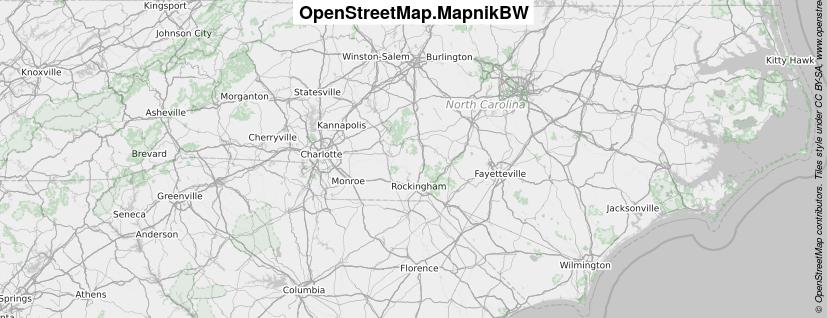 OpenStreetMap.MapnikBW
Kingsport
Johnson City
Knoxville
Winston-Salem
Burlington
Kitty Hawk
Statesville
Morganton
North Carolina
Asheville
Kannapolis
Cherryville
Brevard
Charlotte
Monroe
Rockingham
Fayetteville
Greenville
Seneca
Jacksonville
Anderson
Florence
Wilmington
Columbia
Athens
Springs
© OpenStreetMap contributors. Tiles style under CC BY-SA, www.openstre